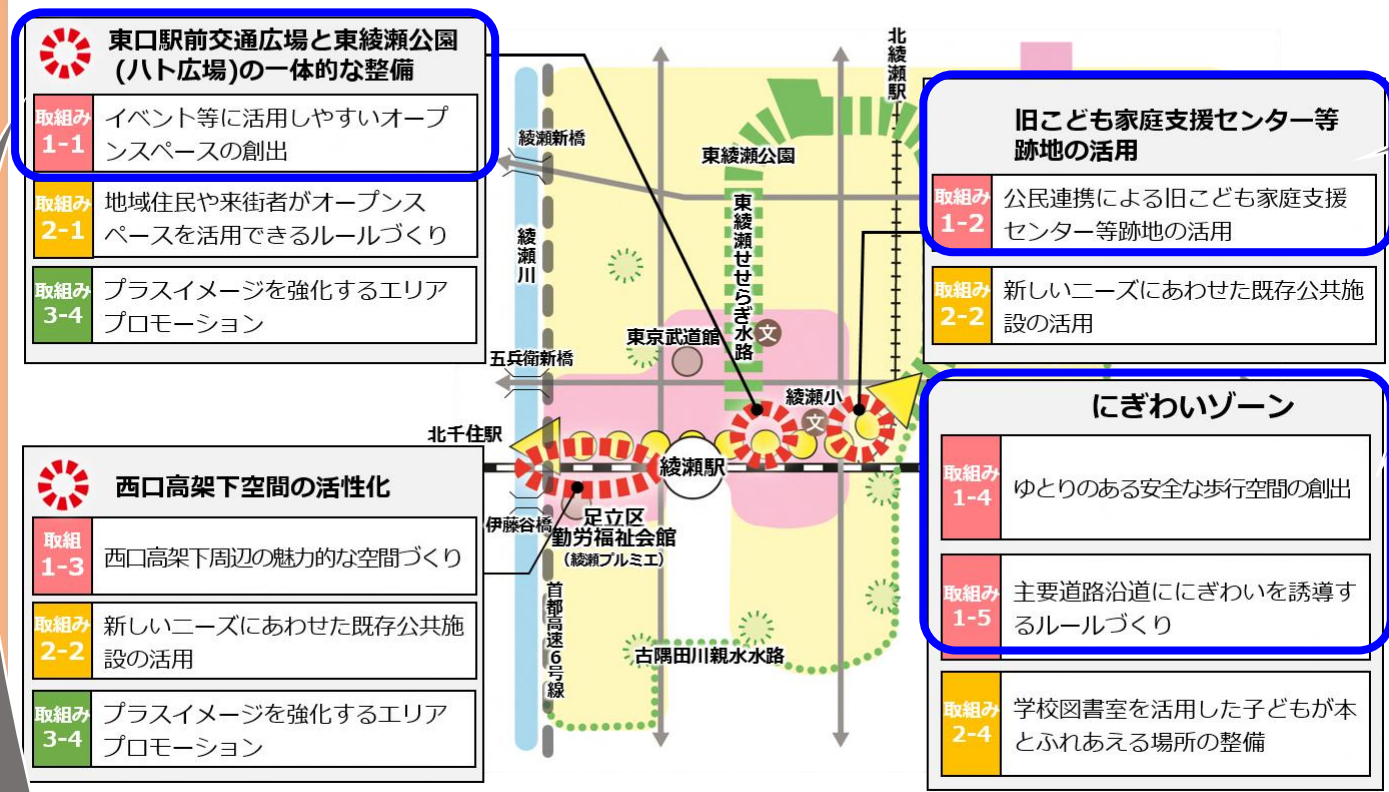 東口駅前交通広場と東綾瀬公園
(ハト広場)の一体的な整備
取組み
1-1
イベント等に活用しやすいオープ
ンスペースの創出
取組み
2-1
地域住民や来街者がオープンス
ペースを活用できるルールづくり
取組み
3-4
プラスイメージを強化するエリア
プロモーション
西口高架下空間の活性化
取組
1-3
西口高架下周辺の魅力的な空間づくり
取組み
2-2
新しいニーズにあわせた既存公共施
設の活用
取組み
3-4
プラスイメージを強化するエリア
プロモーション
北綾瀬駅
綾瀬新橋
東綾瀬公園
東綾瀬せせらぎ水路
綾瀬川
東京武道館
文
五兵衛新橋
綾瀬小
文
北千住駅
綾瀬駅
伊藤谷橋
足立区
勤労福祉会館
(綾瀬プルミエ)
首都高速6号線
古隅田川親水水路
旧こども家庭支援センター等
跡地の活用
取組み
1-2
公民連携による旧こども家庭支援
センター等跡地の活用
取組み
2-2
新しいニーズにあわせた既存公共施
設の活用
にぎわいゾーン
取組み
1-4
ゆとりのある安全な歩行空間の創出
取組み
1-5
主要道路沿道ににぎわいを誘導す
るルールづくり
取組み
2-4
学校図書室を活用した子どもが本
とふれあえる場所の整備